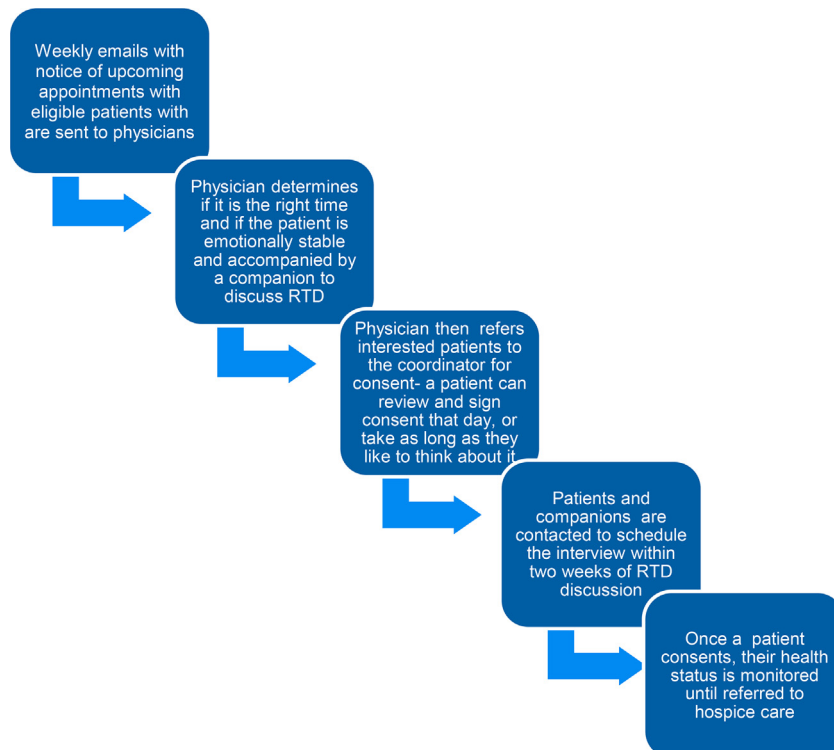 Weekly emails with
notice of upcoming
appointments with
eligible patients with
are sent to physicians
Physician determines
if it is the right time
and if the patient is
emotionally stable
and accompanied by
a companion to
discuss RTD
Physician then refers
interested patients to
the coordinator for
consent- a patient can
review and sign
consent that day, or
take as long as they
like to think about it
Patients and
companions are
contacted to schedule
the interview within
two weeks of RTD
discussion
Once a patient
consents, their health
status is monitored
until referred to
hospice care